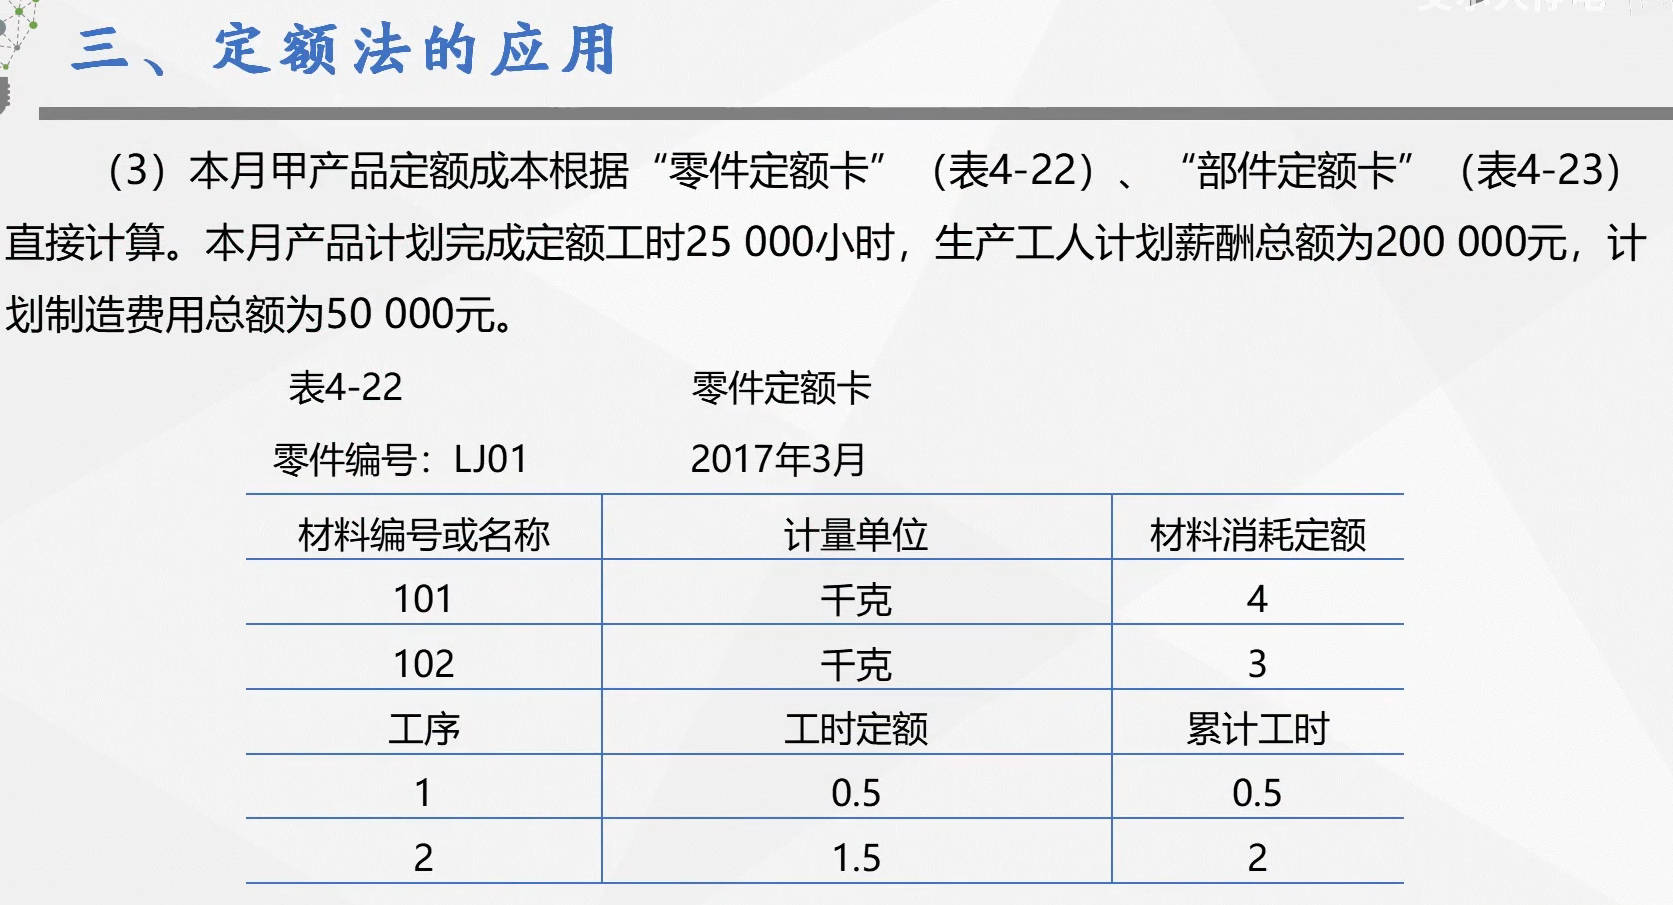 三、定额法的应用
（3）本月甲产品定额成本根据“零件定额卡”（表4-22）、“部件定额卡”（表4-23）
直接计算。本月产品计划完成定额工时25 000小时，生产工人计划薪酬总额为200 000元，计
划制造费用总额为50 000元。
表4-22 零件定额卡
零件编号：LJ01 2017年3月
材料编号或名称 计量单位 材料消耗定额
101 千克 4
102 千克 3
工序 工时定额 累计工时
1 0.5 0.5
2 1.5 2